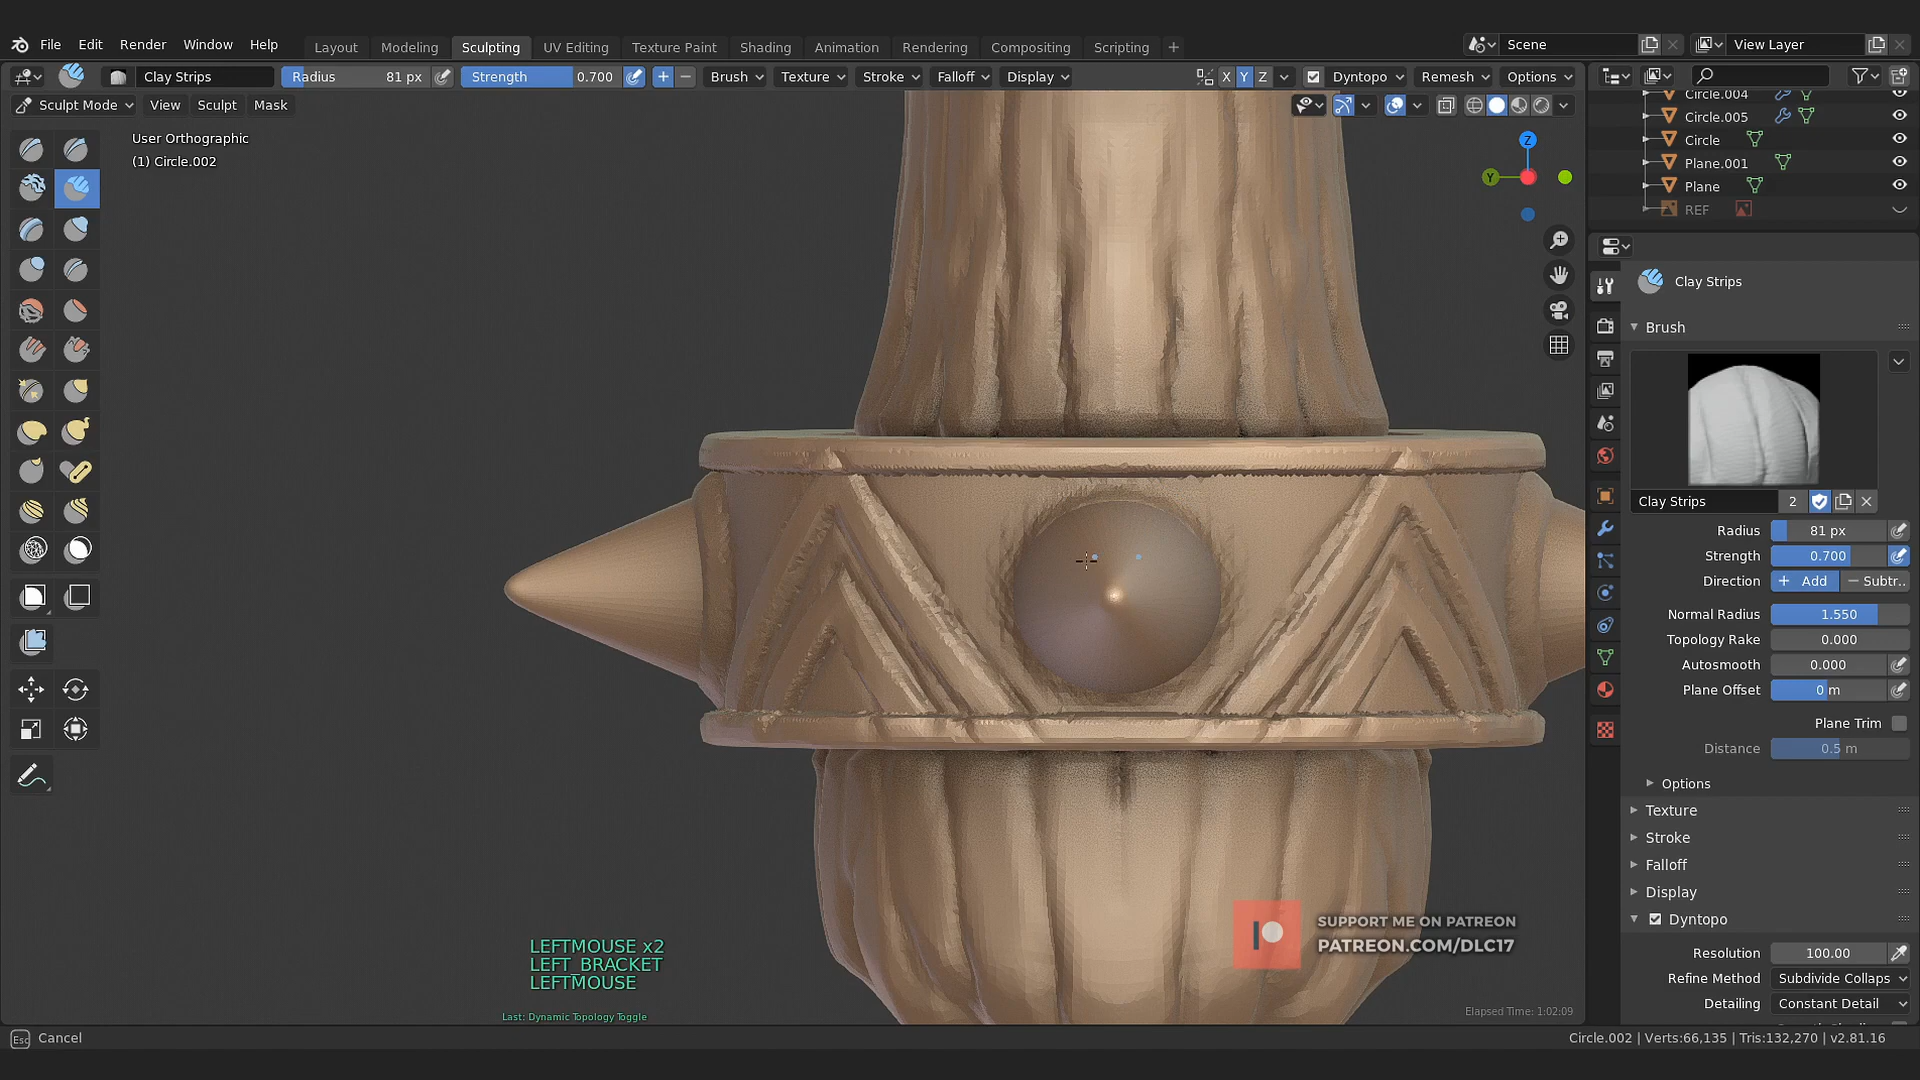 File Edit Render Window Help Layout Modeling Sculpting UV Editing Texture Paint Shading Animation Rendering Compositing Scripting + Scene View Layer
Clay Strips Radius 81 px Strength 0.700 Brush Texture Stroke Falloff Display X Y Z Dyntopo Remesh Options
Sculpt Mode View Sculpt Mask
User Orthographic
(1) Circle.002
Z
Y
Circle.004
Circle.005
Circle
Plane.001
Plane
REF
Clay Strips
Brush
Clay Strips 2
Radius 81 px
Strength 0.700
Direction + Add − Subtr..
Normal Radius 1.550
Topology Rake 0.000
Autosmooth 0.000
Plane Offset 0 m
Plane Trim
Distance 0.5 m
Options
Texture
Stroke
Falloff
Display
Dyntopo
Resolution 100.00
Refine Method Subdivide Collaps
Detailing Constant Detail
SUPPORT ME ON PATREON
PATREON.COM/DLC17
LEFTMOUSE x2
LEFT_BRACKET
LEFTMOUSE
Last: Dynamic Topology Toggle
Elapsed Time: 1:02:09
Esc Cancel
Circle.002 | Verts:66,135 | Tris:132,270 | v2.81.16